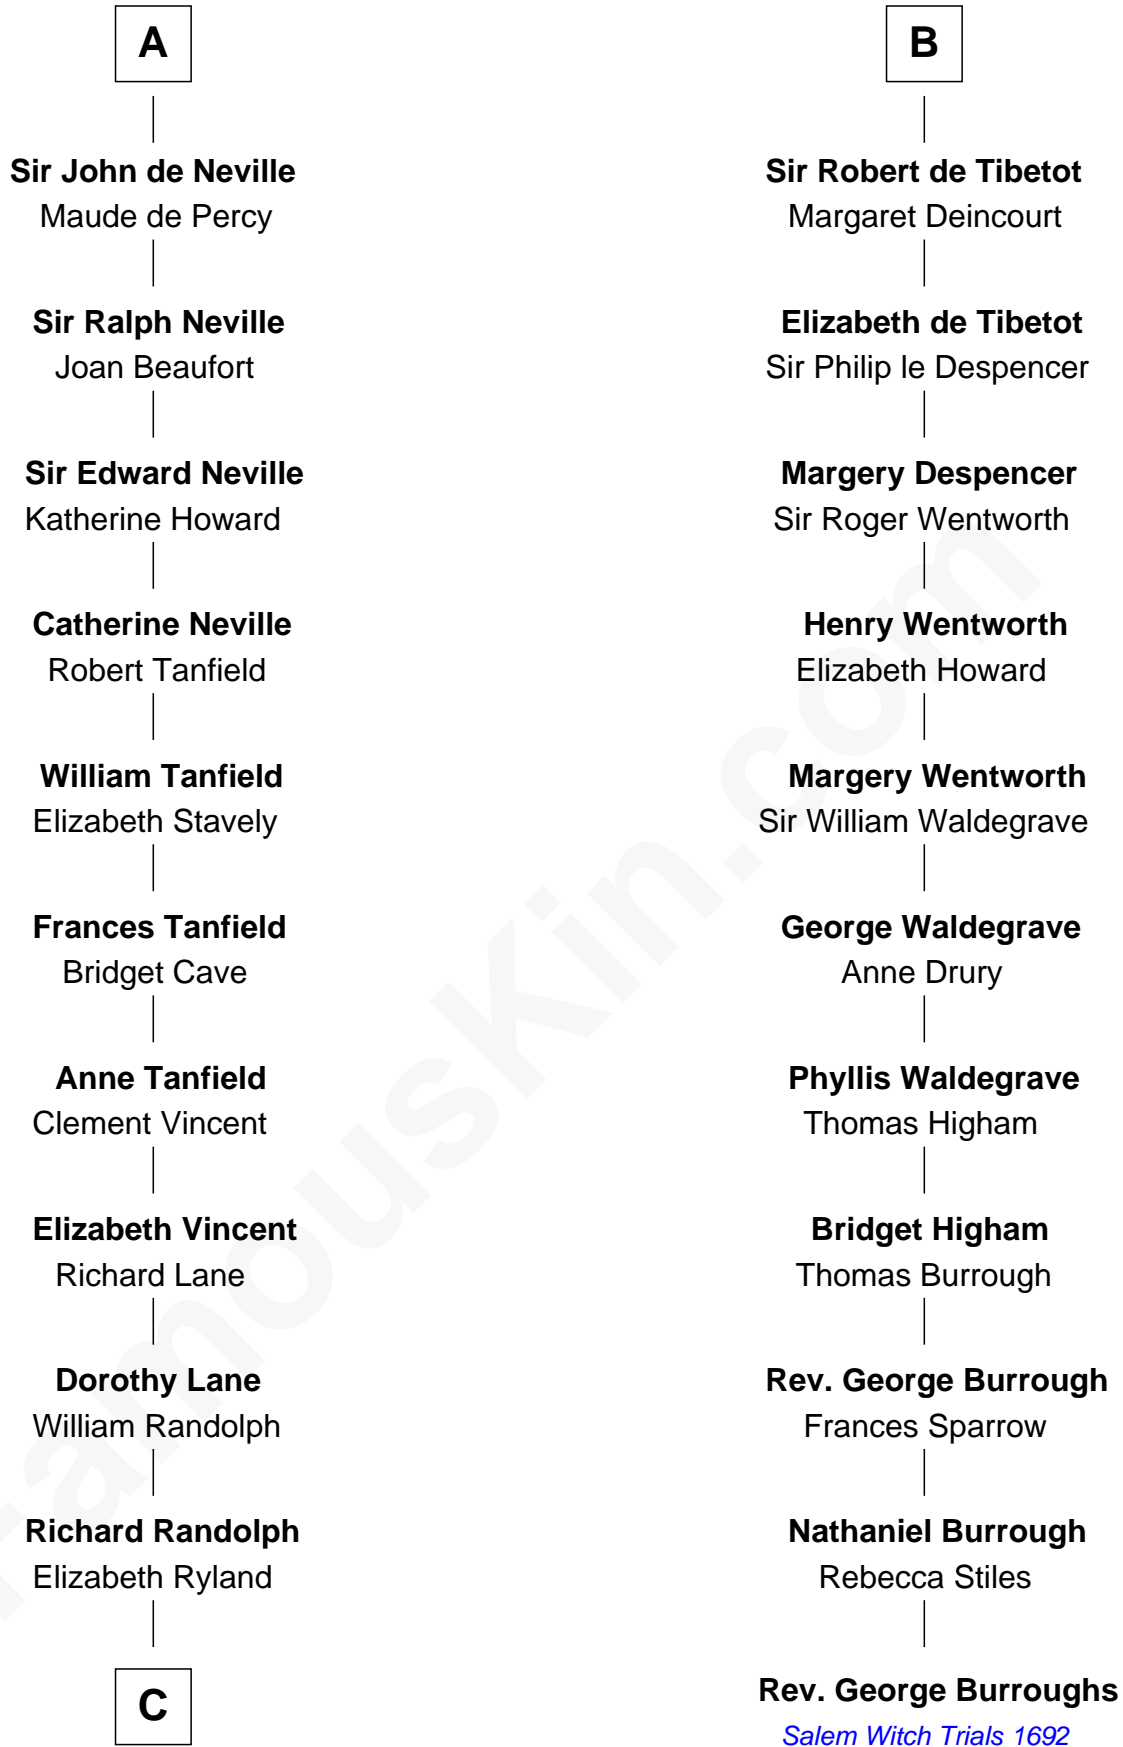 A
Sir John de Neville
Maude de Percy
Sir Ralph Neville
Joan Beaufort
Sir Edward Neville
Katherine Howard
Catherine Neville
Robert Tanfield
William Tanfield
Elizabeth Stavely
Frances Tanfield
Bridget Cave
Anne Tanfield
Clement Vincent
Elizabeth Vincent
Richard Lane
Dorothy Lane
William Randolph
Richard Randolph
Elizabeth Ryland
C
B
Sir Robert de Tibetot
Margaret Deincourt
Elizabeth de Tibetot
Sir Philip le Despencer
Margery Despencer
Sir Roger Wentworth
Henry Wentworth
Elizabeth Howard
Margery Wentworth
Sir William Waldegrave
George Waldegrave
Anne Drury
Phyllis Waldegrave
Thomas Higham
Bridget Higham
Thomas Burrough
Rev. George Burrough
Frances Sparrow
Nathaniel Burrough
Rebecca Stiles
Rev. George Burroughs
Salem Witch Trials 1692
FamousKin.com